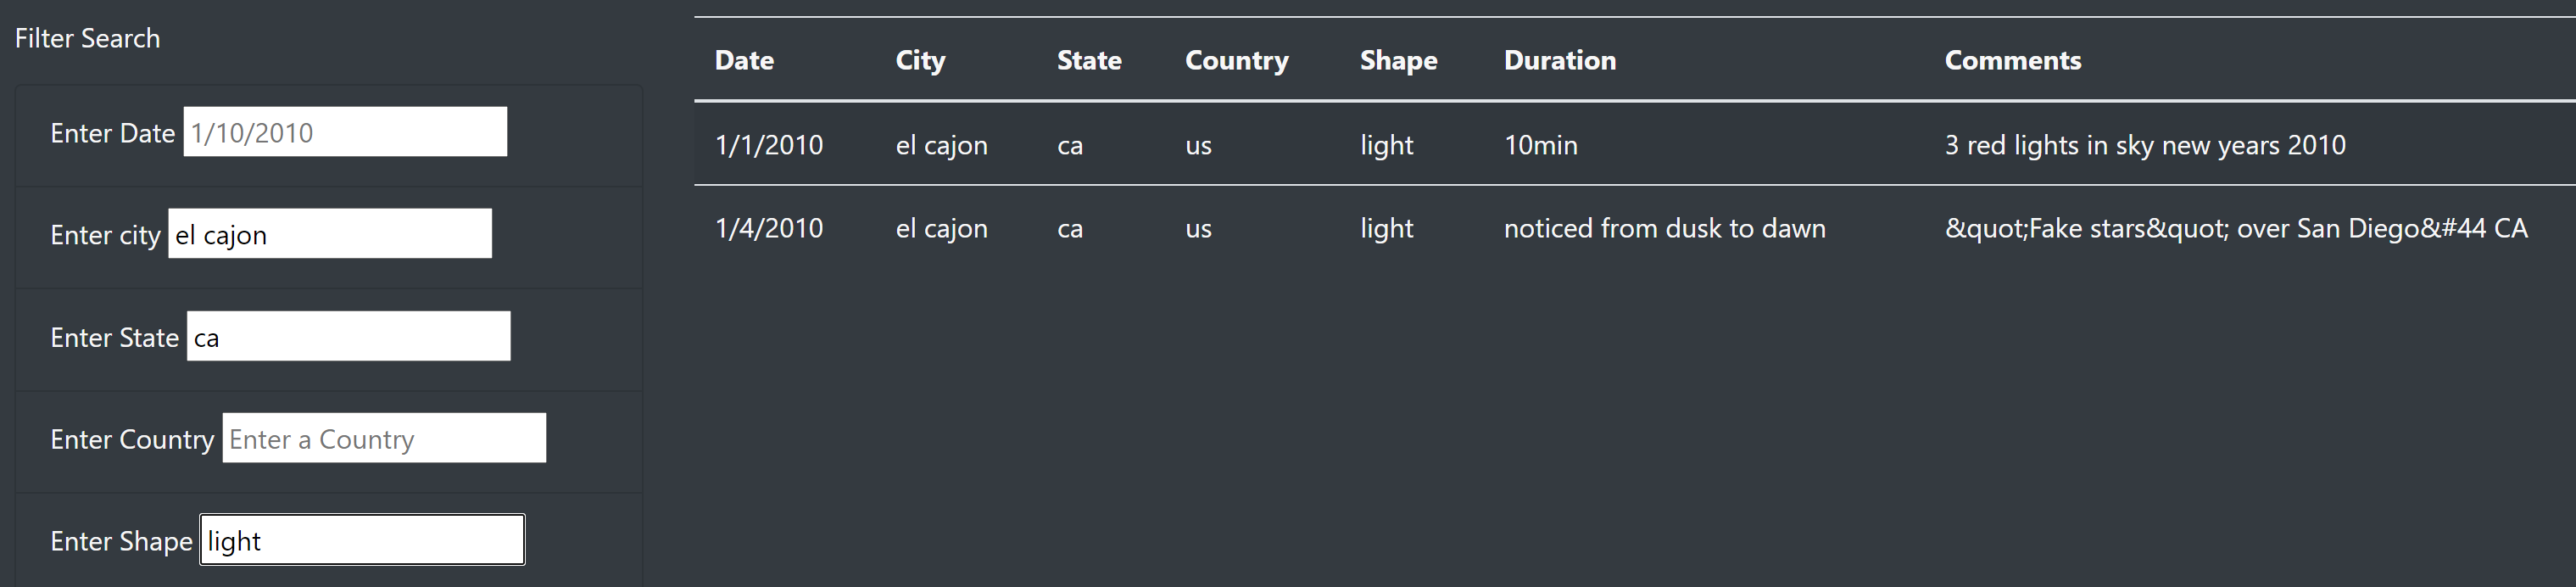 Filter Search
Enter Date 1/10/2010
Enter city el cajon
Enter State ca
Enter Country Enter a Country
Enter Shape light
Date City State Country Shape Duration Comments
1/1/2010 el cajon ca us light 10min 3 red lights in sky new years 2010
1/4/2010 el cajon ca us light noticed from dusk to dawn &quot;Fake stars&quot; over San Diego&#44 CA